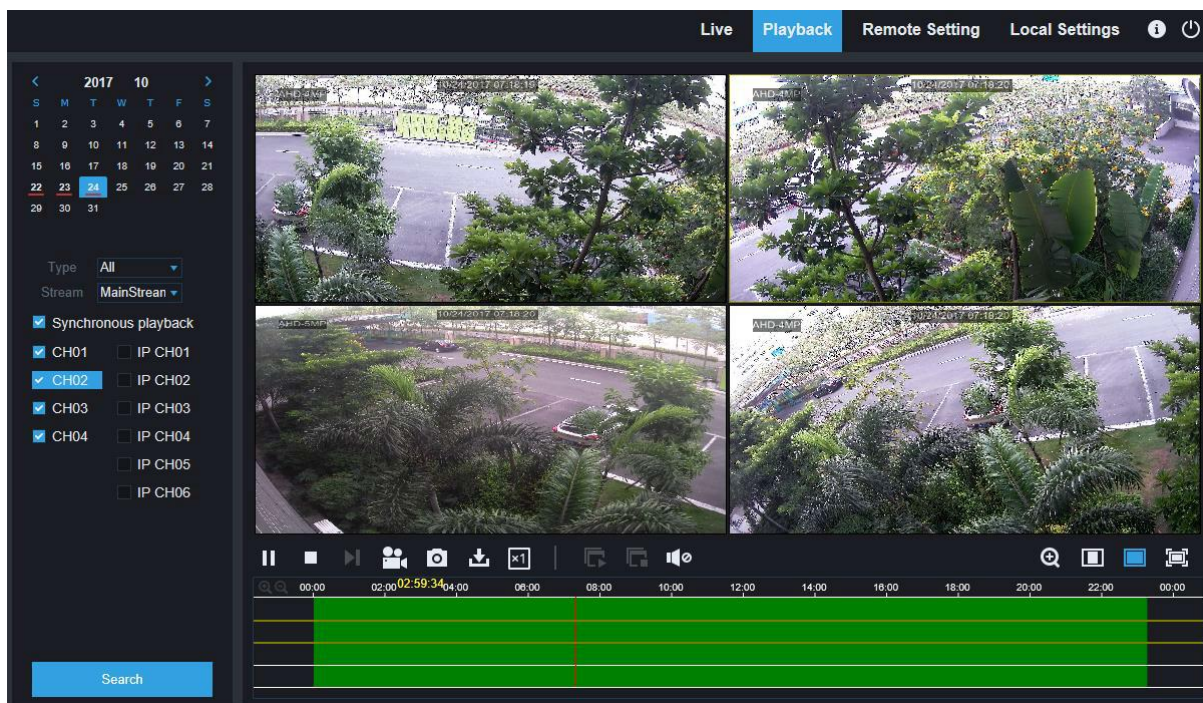 Live Playback Remote Setting Local Settings
2017 10
S M T W T F S
1 2 3 4 5 6 7
8 9 10 11 12 13 14
15 16 17 18 19 20 21
22 23 24 25 26 27 28
29 30 31
Type All
Stream MainStrean
Synchronous playback
CH01 IP CH01
CH02 IP CH02
CH03 IP CH03
CH04 IP CH04
IP CH05
IP CH06
Search
AHD-4MP 10/24/2017 07:18:19
AHD-4MP 10/24/2017 07:18:20
AHD-5MP 10/24/2017 07:18:20
AHD-4MP 10/24/2017 07:18:20
×1
02:59:34
00:00 02:00 04:00 06:00 08:00 10:00 12:00 14:00 16:00 18:00 20:00 22:00 00:00